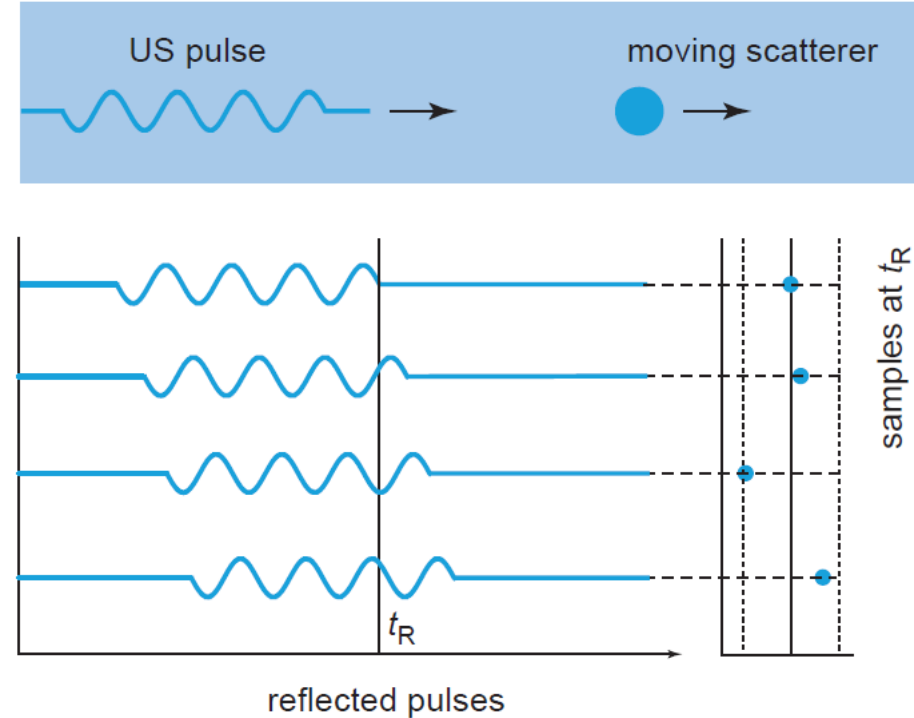 US pulse
moving scatterer
samples at tR
tR
reflected pulses